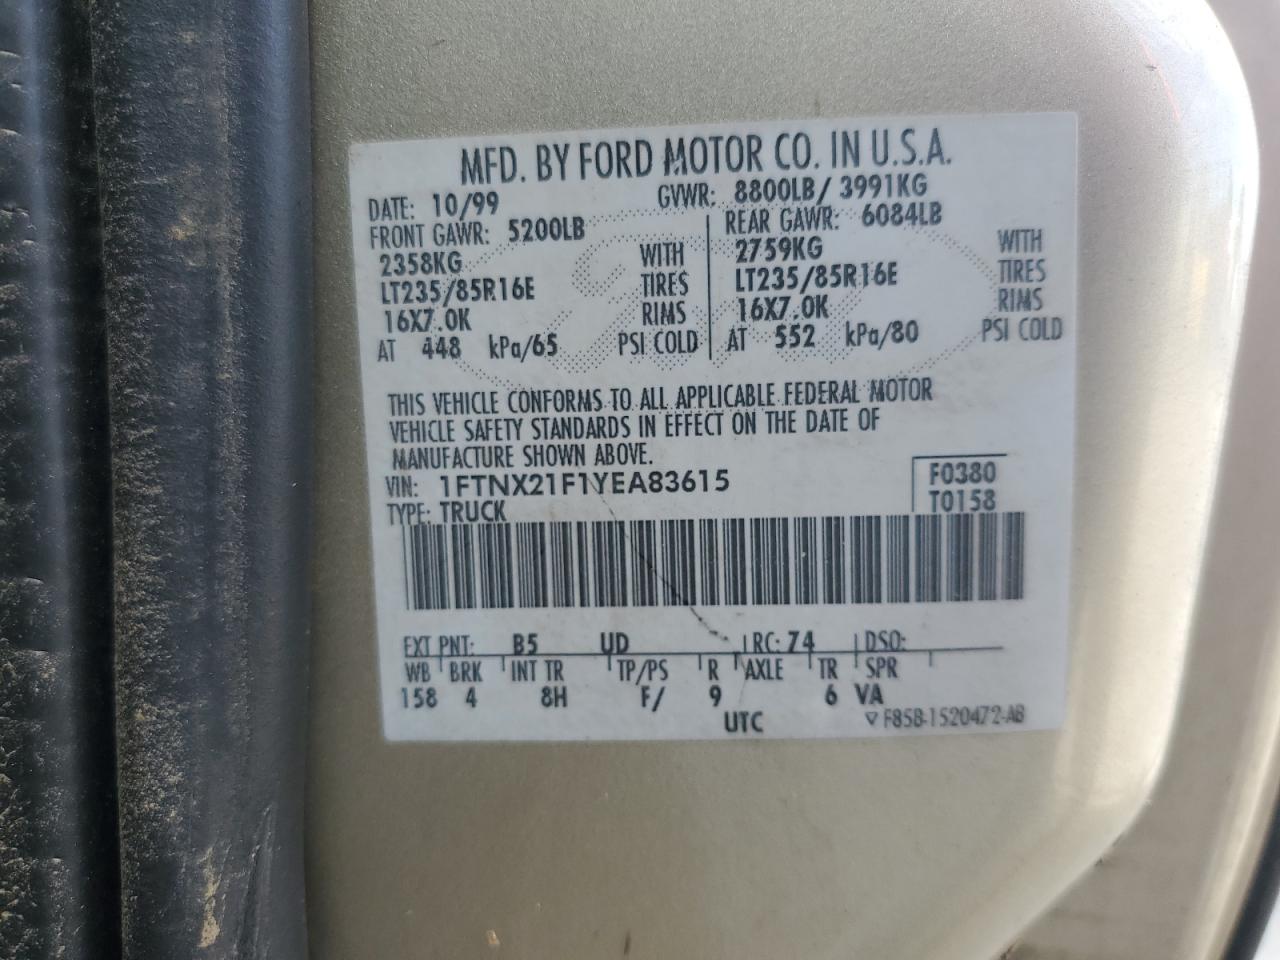 MFD. BY FORD MOTOR CO. IN U.S.A.
DATE: 10/99 GVWR: 8800LB/ 3991KG
FRONT GAWR: 5200LB REAR GAWR: 6084LB
2358KG WITH 2759KG WITH
LT235/85R16E TIRES LT235/85R16E TIRES
16X7.0K RIMS 16X7.0K RIMS
AT 448 kPa/65 PSI COLD AT 552 kPa/80 PSI COLD
THIS VEHICLE CONFORMS TO ALL APPLICABLE FEDERAL MOTOR
VEHICLE SAFETY STANDARDS IN EFFECT ON THE DATE OF
MANUFACTURE SHOWN ABOVE.
VIN: 1FTNX21F1YEA83615 F0380
TYPE: TRUCK T0158
EXT PNT: B5 UD RC: 74 DSO:
WB BRK INT TR TP/PS R AXLE TR SPR
158 4 8H F/ 9 6 VA
UTC ▽ F85B-1520472-AB